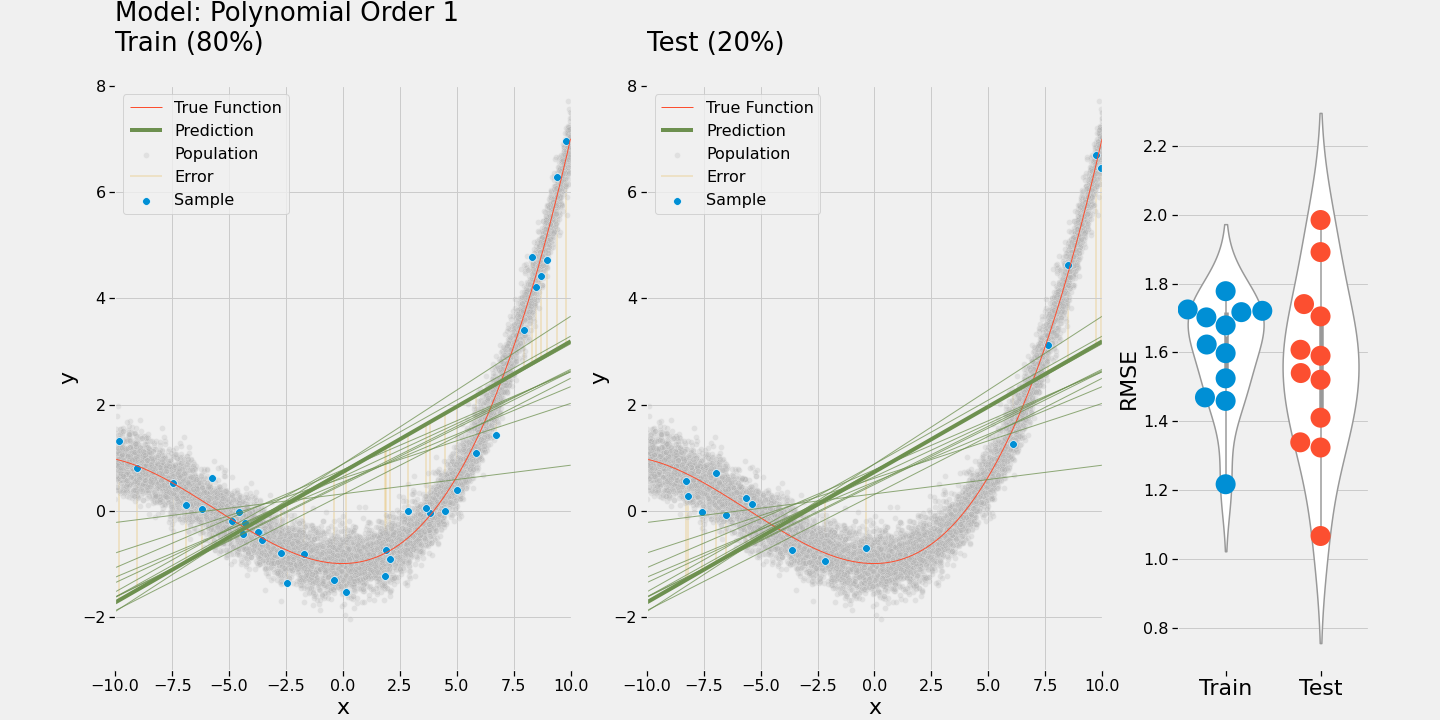 Model: Polynomial Order 1
Train (80%)
Test (20%)
8
6
4
2
0
−2
y
−10.0 −7.5 −5.0 −2.5 0.0 2.5 5.0 7.5 10.0
x
True Function
Prediction
Population
Error
Sample
8
6
4
2
0
−2
y
−10.0 −7.5 −5.0 −2.5 0.0 2.5 5.0 7.5 10.0
x
True Function
Prediction
Population
Error
Sample
2.2
2.0
1.8
1.6
1.4
1.2
1.0
0.8
RMSE
Train Test